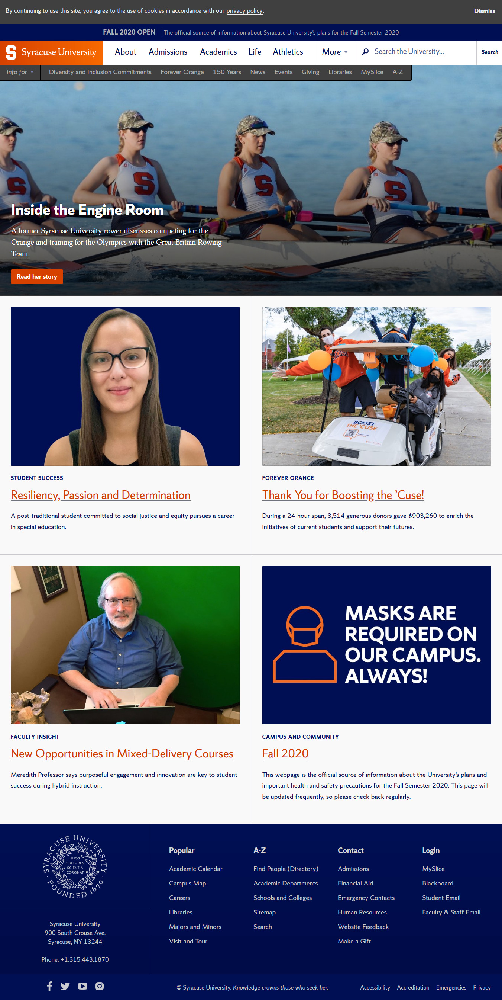 By continuing to use this site, you agree to the use of cookies in accordance with our privacy policy.
Dismiss
FALL 2020 OPEN
The official source of information about Syracuse University's plans for the Fall Semester 2020
S Syracuse University
About
Admissions
Academics
Life
Athletics
More
Search the University...
Search
Info for
Diversity and Inclusion Commitments
Forever Orange
150 Years
News
Events
Giving
Libraries
MySlice
A-Z
S
S
S
S
Inside the Engine Room
A former Syracuse University rower discusses competing for the
Orange and training for the Olympics with the Great Britain Rowing
Team.
Read her story
4
BOOST
THE 'CUSE
STUDENT SUCCESS
Resiliency, Passion and Determination
A post-traditional student committed to social justice and equity pursues a career
in special education.
FOREVER ORANGE
Thank You for Boosting the ’Cuse!
During a 24-hour span, 3,514 generous donors gave $903,260 to enrich the
initiatives of current students and support their futures.
MASKS ARE
REQUIRED ON
OUR CAMPUS.
ALWAYS!
FACULTY INSIGHT
New Opportunities in Mixed-Delivery Courses
Meredith Professor says purposeful engagement and innovation are key to student
success during hybrid instruction.
CAMPUS AND COMMUNITY
Fall 2020
This webpage is the official source of information about the University’s plans and
important health and safety precautions for the Fall Semester 2020. This page will
be updated frequently, so please check back regularly.
SYRACUSE UNIVERSITY · FOUNDED 1870 ·
SUOS
CULTORES
SCIENTIA
CORONAT
Syracuse University
900 South Crouse Ave.
Syracuse, NY 13244
Phone: +1.315.443.1870
Popular
Academic Calendar
Campus Map
Careers
Libraries
Majors and Minors
Visit and Tour
A-Z
Find People (Directory)
Academic Departments
Schools and Colleges
Sitemap
Search
Contact
Admissions
Financial Aid
Emergency Contacts
Human Resources
Website Feedback
Make a Gift
Login
MySlice
Blackboard
Student Email
Faculty & Staff Email
© Syracuse University. Knowledge crowns those who seek her.
Accessibility
Accreditation
Emergencies
Privacy